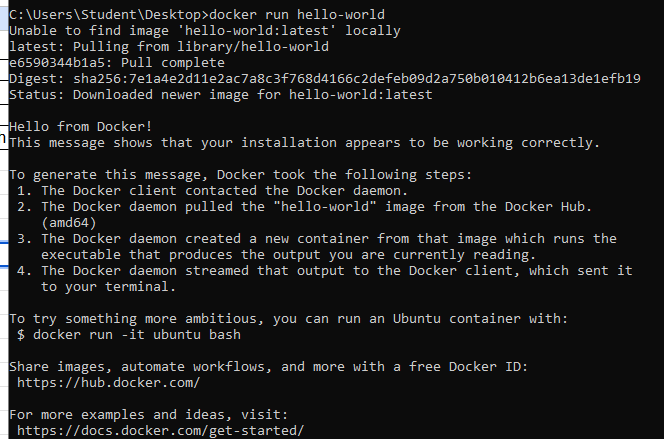 C:\Users\Student\Desktop>docker run hello-world
Unable to find image 'hello-world:latest' locally
latest: Pulling from library/hello-world
e6590344b1a5: Pull complete
Digest: sha256:7e1a4e2d11e2ac7a8c3f768d4166c2defeb09d2a750b010412b6ea13de1efb19
Status: Downloaded newer image for hello-world:latest

Hello from Docker!
This message shows that your installation appears to be working correctly.

To generate this message, Docker took the following steps:
 1. The Docker client contacted the Docker daemon.
 2. The Docker daemon pulled the "hello-world" image from the Docker Hub.
    (amd64)
 3. The Docker daemon created a new container from that image which runs the
    executable that produces the output you are currently reading.
 4. The Docker daemon streamed that output to the Docker client, which sent it
    to your terminal.

To try something more ambitious, you can run an Ubuntu container with:
 $ docker run -it ubuntu bash

Share images, automate workflows, and more with a free Docker ID:
 https://hub.docker.com/

For more examples and ideas, visit:
 https://docs.docker.com/get-started/